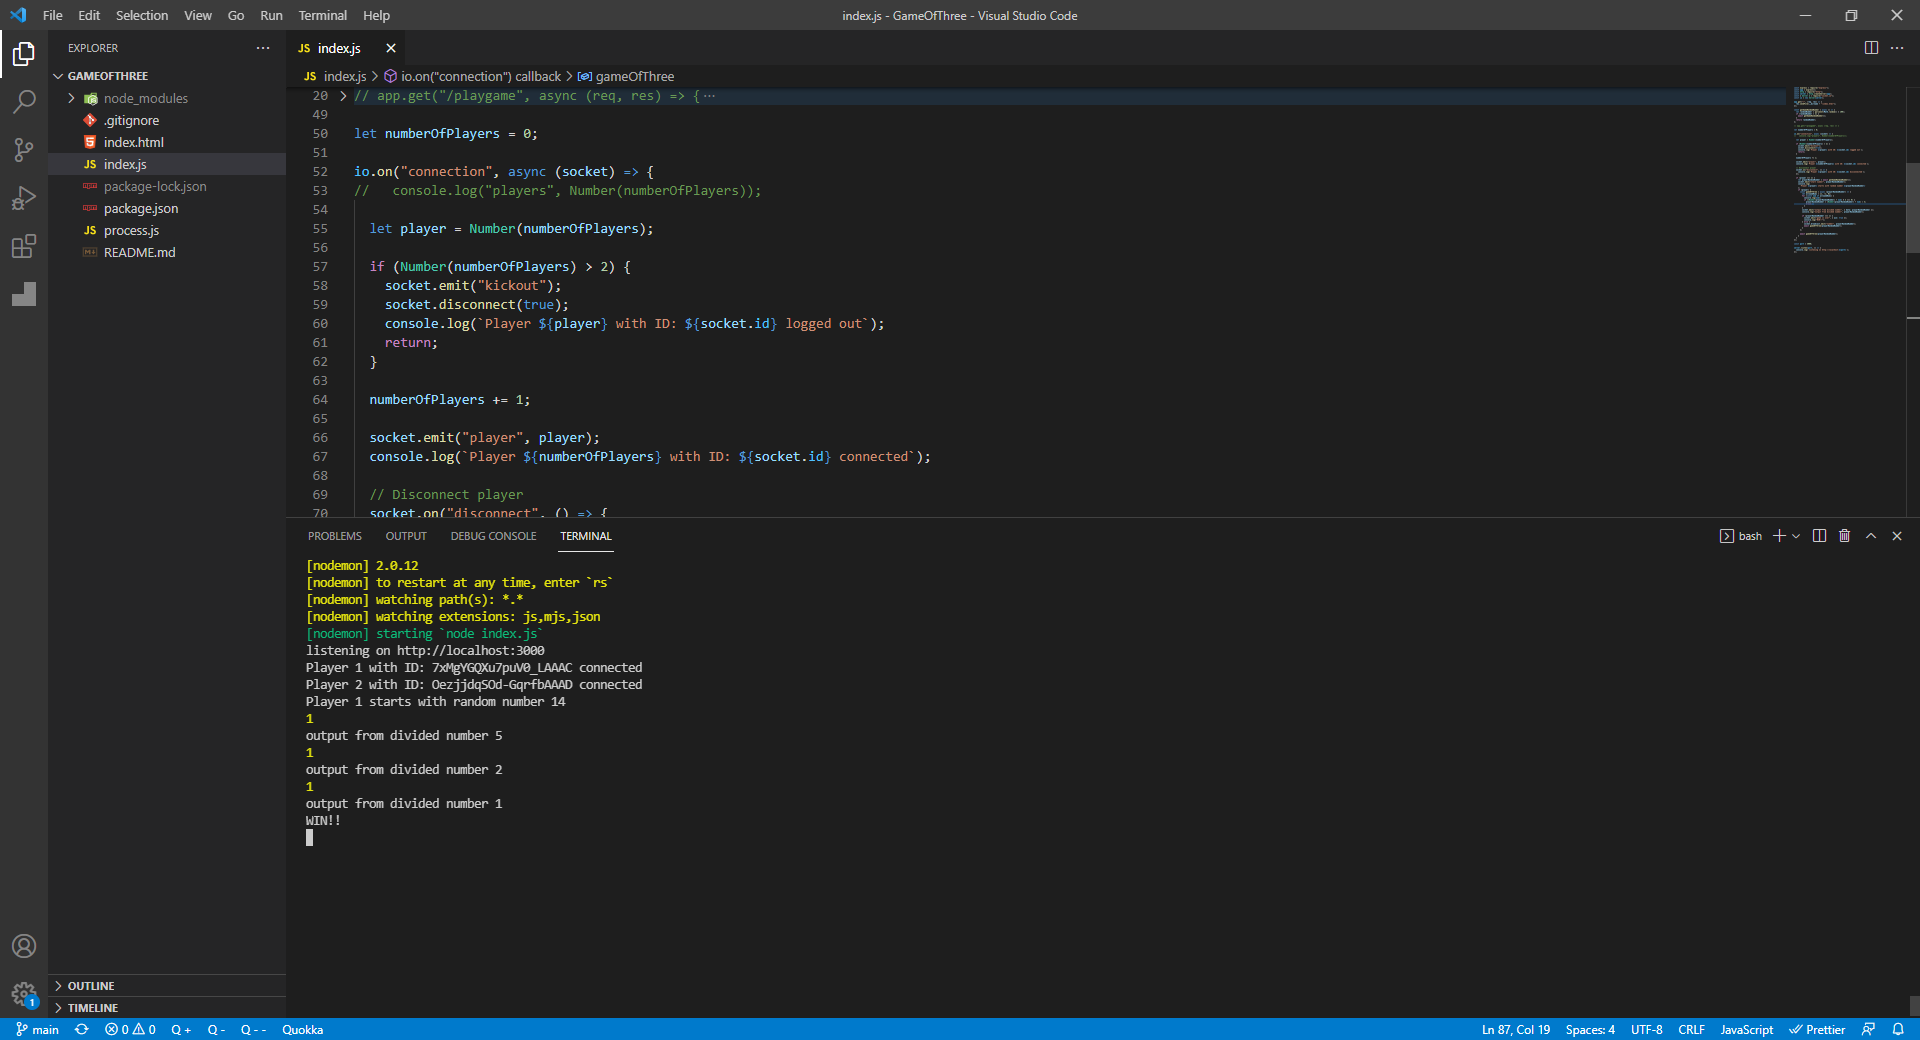 File Edit Selection View Go Run Terminal Help
index.js - GameOfThree - Visual Studio Code
EXPLORER
GAMEOFTHREE
node_modules
.gitignore
index.html
JS index.js
package-lock.json
package.json
JS process.js
README.md
OUTLINE
TIMELINE
JS index.js
JS index.js > io.on("connection") callback > gameOfThree
20 // app.get("/playgame", async (req, res) => {···
49
50 let numberOfPlayers = 0;
51
52 io.on("connection", async (socket) => {
53 //   console.log("players", Number(numberOfPlayers));
54
55   let player = Number(numberOfPlayers);
56
57   if (Number(numberOfPlayers) > 2) {
58     socket.emit("kickout");
59     socket.disconnect(true);
60     console.log(`Player ${player} with ID: ${socket.id} logged out`);
61     return;
62   }
63
64   numberOfPlayers += 1;
65
66   socket.emit("player", player);
67   console.log(`Player ${numberOfPlayers} with ID: ${socket.id} connected`);
68
69   // Disconnect player
70   socket.on("disconnect", () => {
PROBLEMS OUTPUT DEBUG CONSOLE TERMINAL
bash
[nodemon] 2.0.12
[nodemon] to restart at any time, enter `rs`
[nodemon] watching path(s): *.*
[nodemon] watching extensions: js,mjs,json
[nodemon] starting `node index.js`
listening on http://localhost:3000
Player 1 with ID: 7xMgYGQXu7puV0_LAAAC connected
Player 2 with ID: OezjjdqSOd-GqrfbAAAD connected
Player 1 starts with random number 14
1
output from divided number 5
1
output from divided number 2
1
output from divided number 1
WIN!!
1
main 0 0 Q + Q - Q - - Quokka
Ln 87, Col 19 Spaces: 4 UTF-8 CRLF JavaScript Prettier